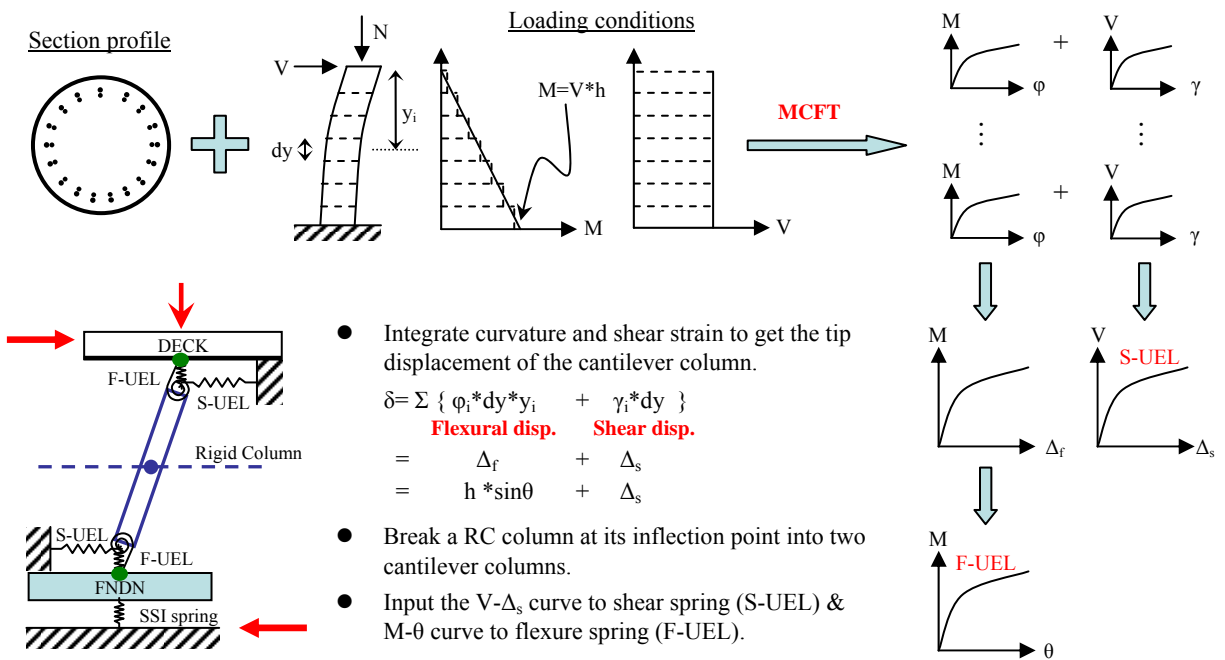 Section profile
Loading conditions
N
V
y_i
dy
M=V*h
M
V
MCFT
M
φ
+
V
γ
⋮
⋮
M
φ
+
V
γ
DECK
F-UEL
S-UEL
Rigid Column
S-UEL
F-UEL
FNDN
SSI spring
● Integrate curvature and shear strain to get the tip
displacement of the cantilever column.
δ= Σ { φ_i*dy*y_i + γ_i*dy }
Flexural disp. Shear disp.
= Δ_f + Δ_s
= h *sinθ + Δ_s
● Break a RC column at its inflection point into two
cantilever columns.
● Input the V-Δ_s curve to shear spring (S-UEL) &
M-θ curve to flexure spring (F-UEL).
M
Δ_f
V
S-UEL
Δ_s
M
F-UEL
θ